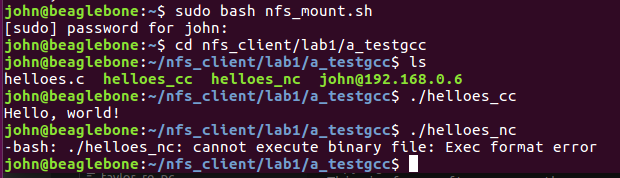 john@beaglebone:~$ sudo bash nfs_mount.sh
[sudo] password for john:
john@beaglebone:~$ cd nfs_client/lab1/a_testgcc
john@beaglebone:~/nfs_client/lab1/a_testgcc$ ls
helloes.c  helloes_cc  helloes_nc  john@192.168.0.6
john@beaglebone:~/nfs_client/lab1/a_testgcc$ ./helloes_cc
Hello, world!
john@beaglebone:~/nfs_client/lab1/a_testgcc$ ./helloes_nc
-bash: ./helloes_nc: cannot execute binary file: Exec format error
john@beaglebone:~/nfs_client/lab1/a_testgcc$